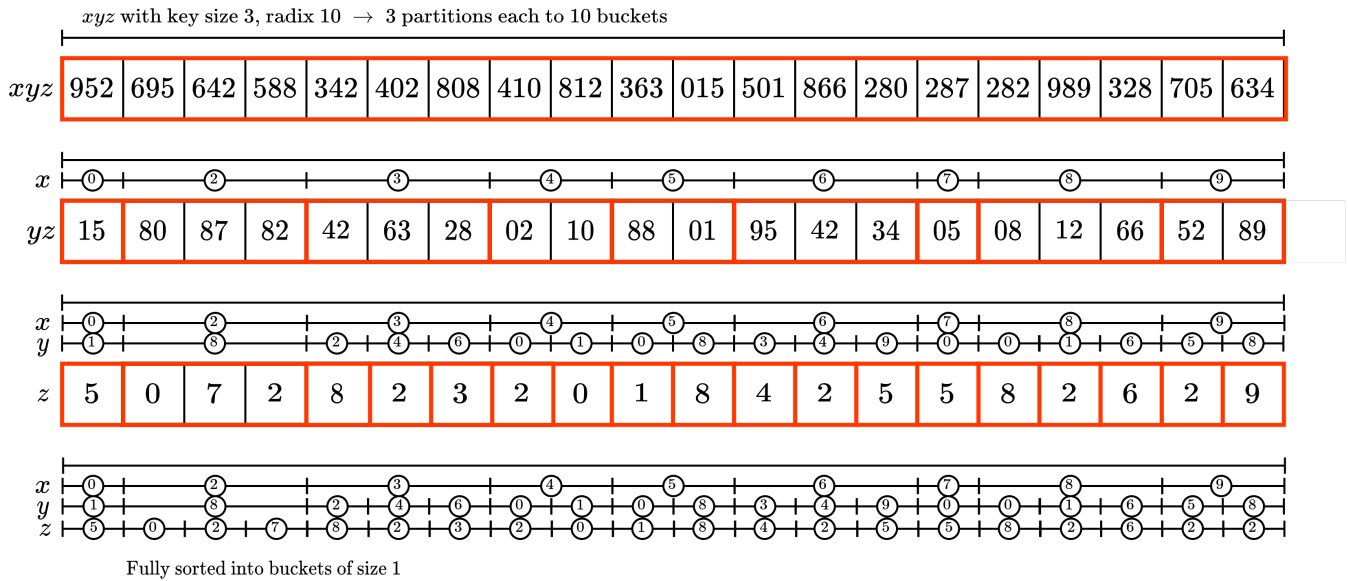 xyz with key size 3, radix 10 → 3 partitions each to 10 buckets
xyz 952 695 642 588 342 402 808 410 812 363 015 501 866 280 287 282 989 328 705 634
x 0 2 3 4 5 6 7 8 9
yz 15 80 87 82 42 63 28 02 10 88 01 95 42 34 05 08 12 66 52 89
x 0 2 3 4 5 6 7 8 9
y 1 8 2 4 6 0 1 0 8 3 4 9 0 0 1 6 5 8
z 5 0 7 2 8 2 3 2 0 1 8 4 2 5 5 8 2 6 2 9
x 0 2 3 4 5 6 7 8 9
y 1 8 2 4 6 0 1 0 8 3 4 9 0 0 1 6 5 8
z 5 0 2 7 8 2 3 2 0 1 8 4 2 5 5 8 2 6 2 2
Fully sorted into buckets of size 1